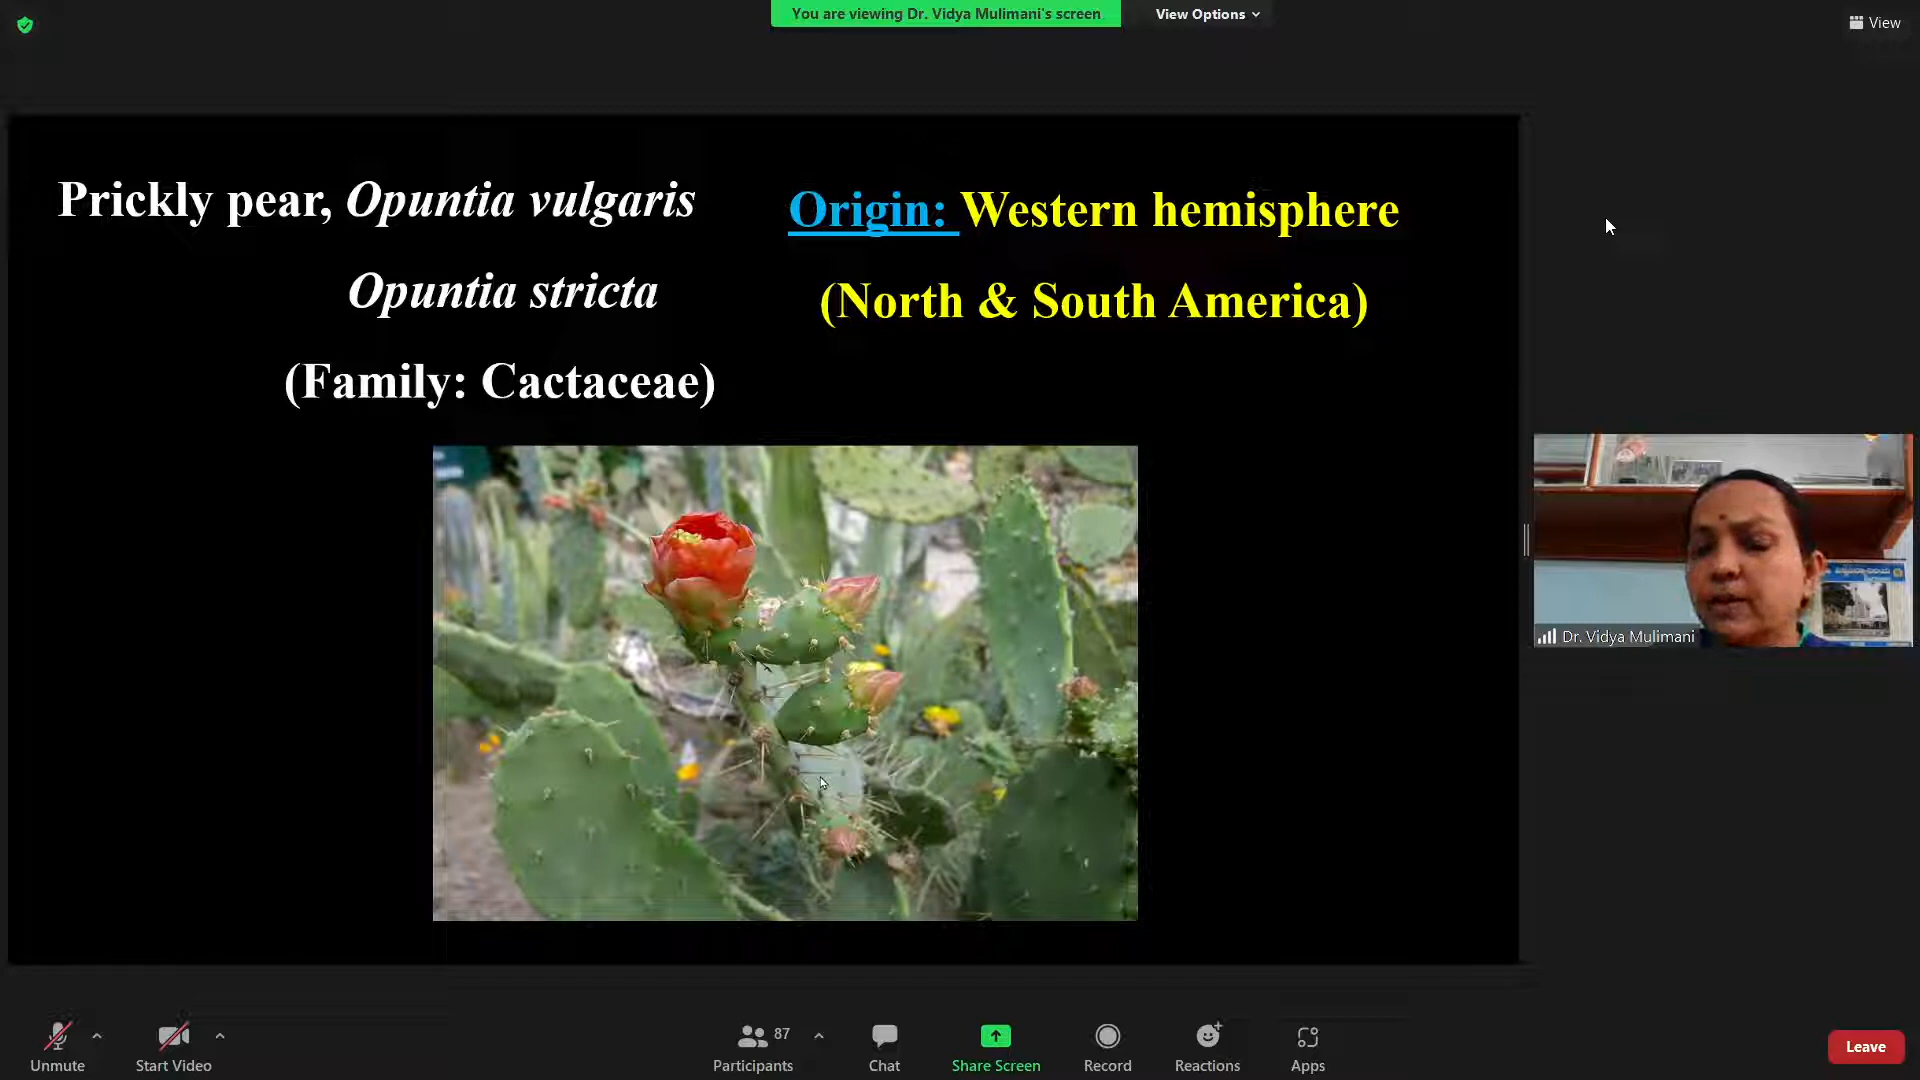 You are viewing Dr. Vidya Mulimani's screen
View Options
View
Prickly pear, Opuntia vulgaris
Opuntia stricta
(Family: Cactaceae)
Origin: Western hemisphere
(North & South America)
Dr. Vidya Mulimani
Unmute
Start Video
87
Participants
Chat
Share Screen
Record
Reactions
Apps
Leave